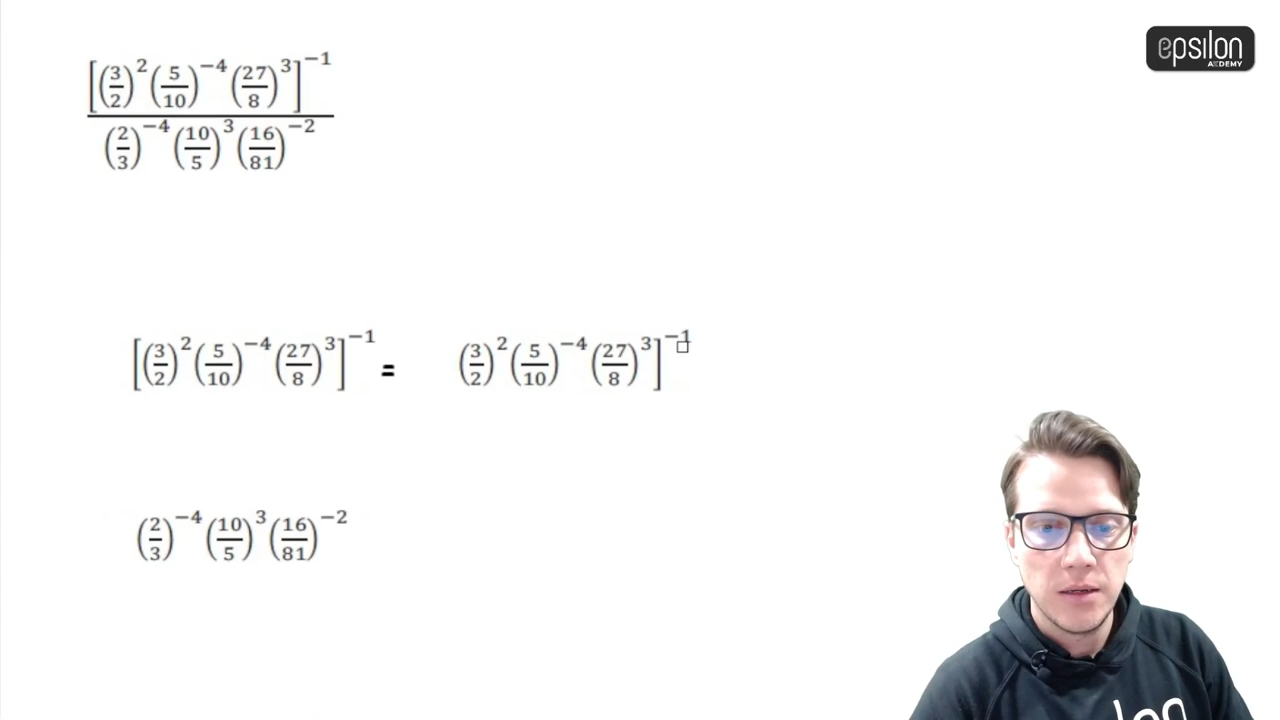 [(3/2)^2 (5/10)^−4 (27/8)^3]^−1
(2/3)^−4 (10/5)^3 (16/81)^−2
epsilon
[(3/2)^2 (5/10)^−4 (27/8)^3]^−1 = (3/2)^2 (5/10)^−4 (27/8)^3]^−1
(2/3)^−4 (10/5)^3 (16/81)^−2